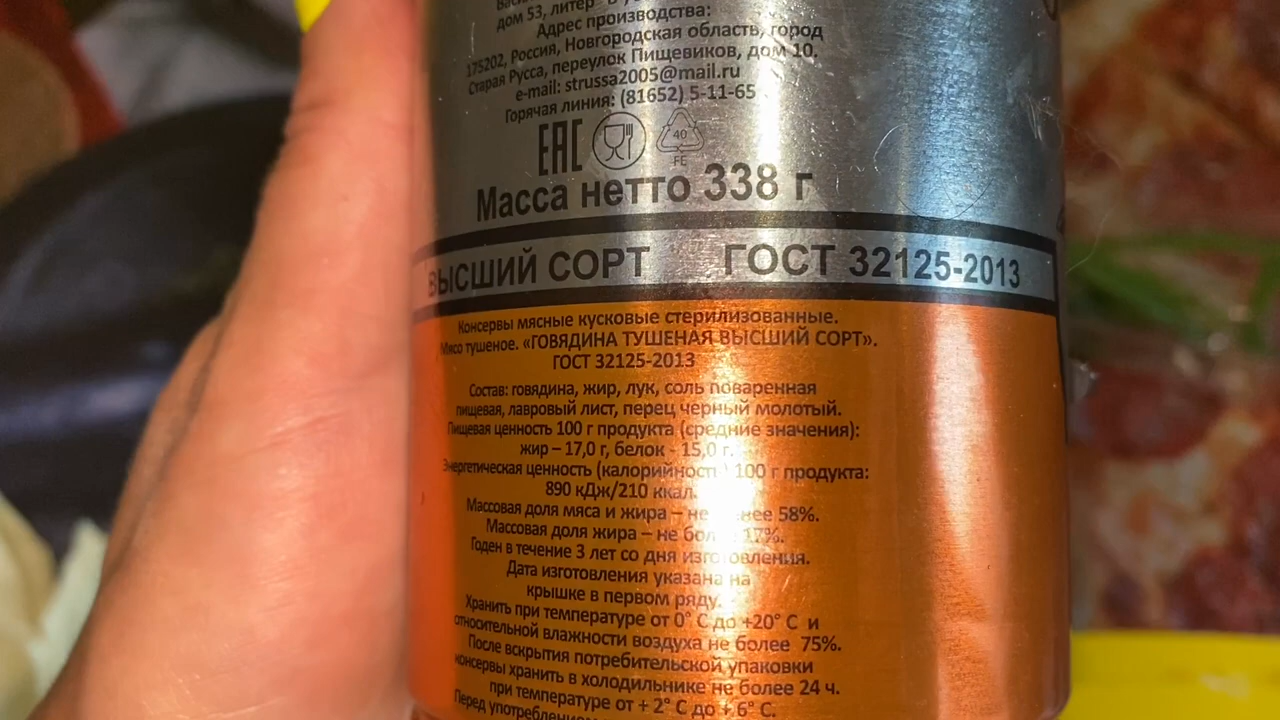 дом 53, литер
Адрес производства:
175202, Россия, Новгородская область, город
Старая Русса, переулок Пищевиков, дом 10.
e-mail: strussa2005@mail.ru
Горячая линия: (81652) 5-11-65
EAC
40
FE
Масса нетто 338 г
ВЫСШИЙ СОРТ ГОСТ 32125-2013
Консервы мясные кусковые стерилизованные.
Мясо тушеное. «ГОВЯДИНА ТУШЕНАЯ ВЫСШИЙ СОРТ».
ГОСТ 32125-2013
Состав: говядина, жир, лук, соль поваренная
пищевая, лавровый лист, перец черный молотый.
Пищевая ценность 100 г продукта (средние значения):
жир – 17,0 г, белок - 15,0 г.
Энергетическая ценность (калорийность) 100 г продукта:
890 кДж/210 ккал.
Массовая доля мяса и жира – не менее 58%.
Массовая доля жира – не более 17%.
Годен в течение 3 лет со дня изготовления.
Дата изготовления указана на
крышке в первом ряду.
Хранить при температуре от 0° С до +20° С и
относительной влажности воздуха не более 75%.
После вскрытия потребительской упаковки
консервы хранить в холодильнике не более 24 ч.
при температуре от + 2° С до + 6° С.
Перед употреблением